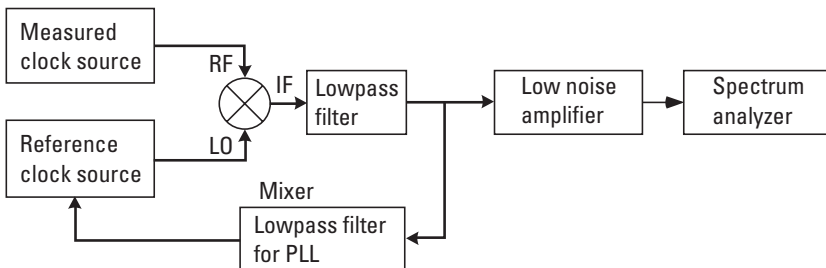 Measured
clock source
RF
IF
Lowpass
filter
Low noise
amplifier
Spectrum
analyzer
Reference
clock source
LO
Mixer
Lowpass filter
for PLL